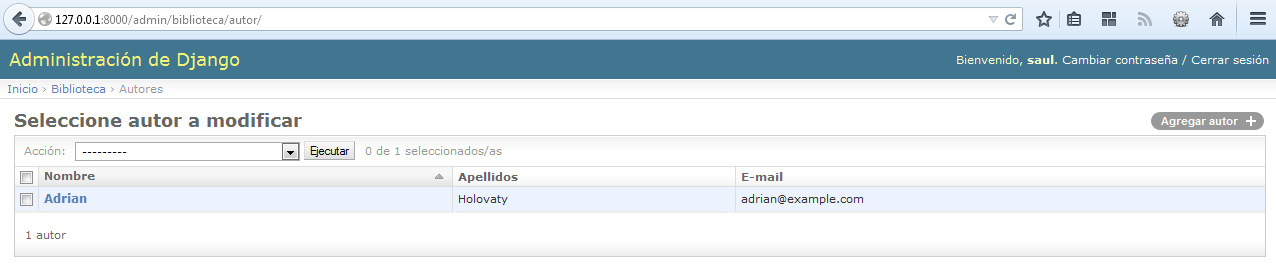 127.0.0.1:8000/admin/biblioteca/autor/
Administración de Django
Bienvenido, saul. Cambiar contraseña / Cerrar sesión
Inicio › Biblioteca › Autores
Seleccione autor a modificar
Agregar autor +
Acción: --------- Ejecutar 0 de 1 seleccionados/as
Nombre Apellidos E-mail
Adrian Holovaty adrian@example.com
1 autor